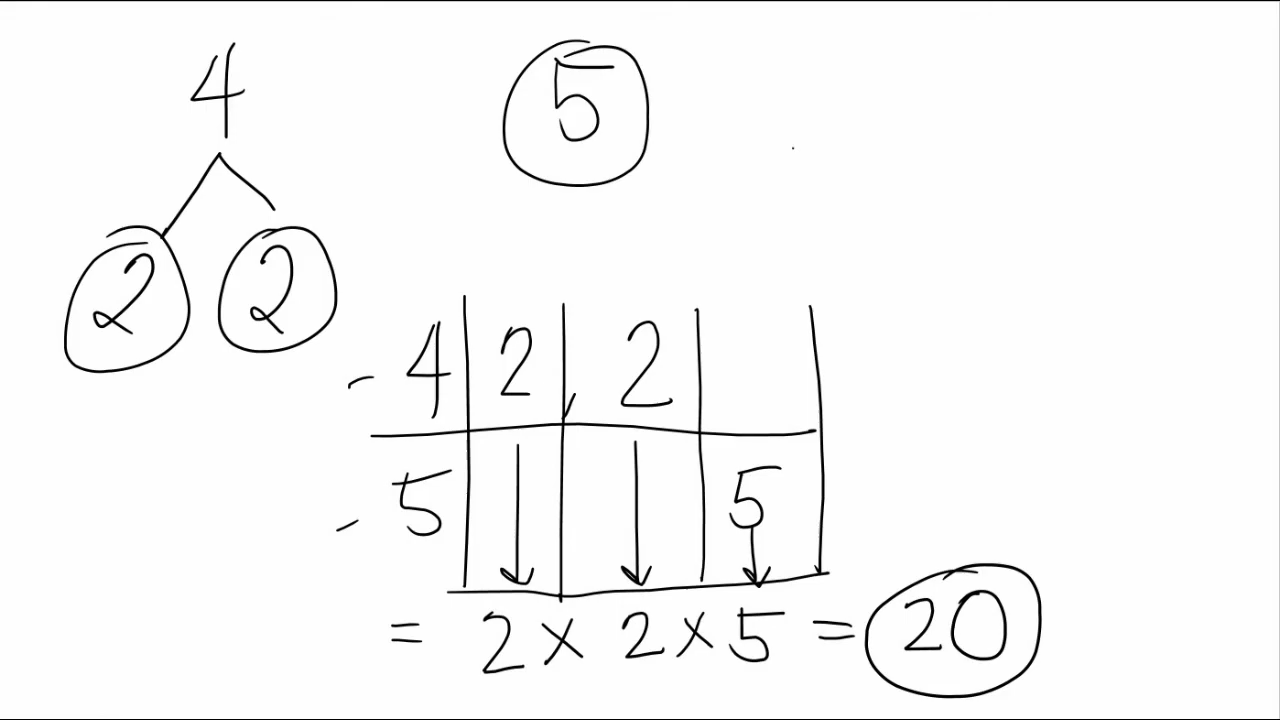 4
5
2 2
- 4 2 , 2
- 5 5
= 2 x 2 x 5 = 20